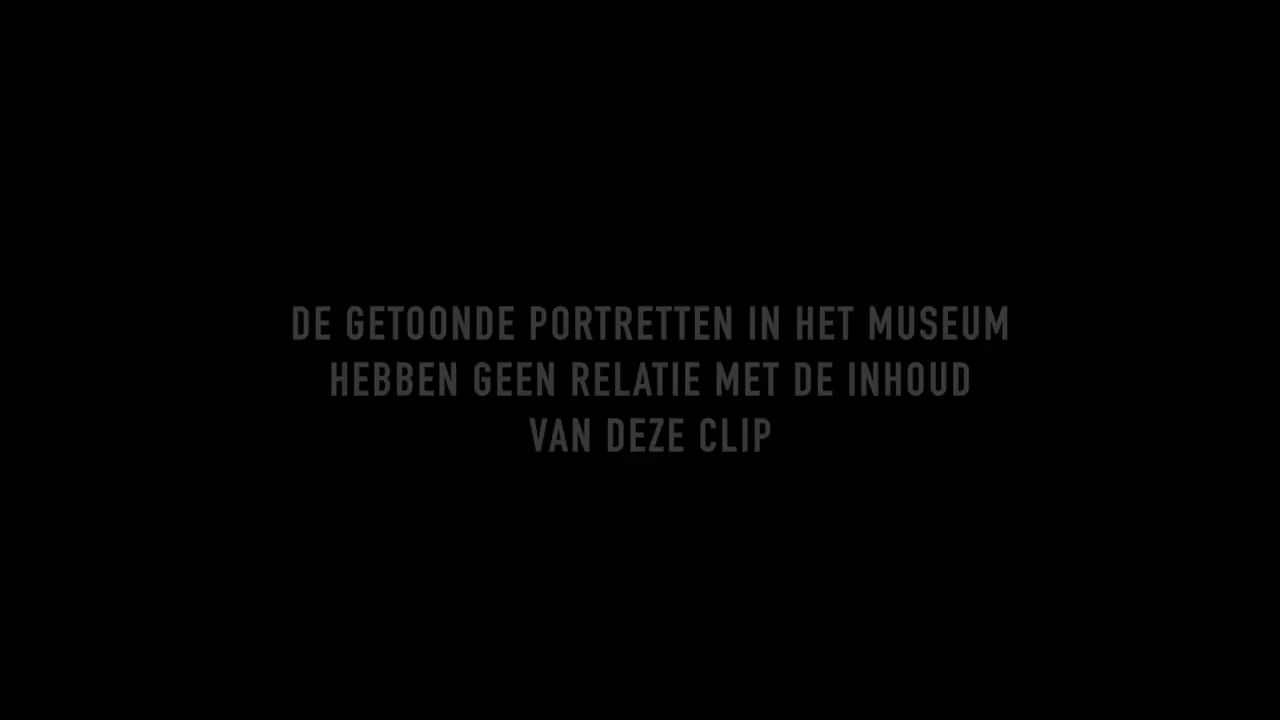 DE GETOONDE PORTRETTEN IN HET MUSEUM
HEBBEN GEEN RELATIE MET DE INHOUD
VAN DEZE CLIP